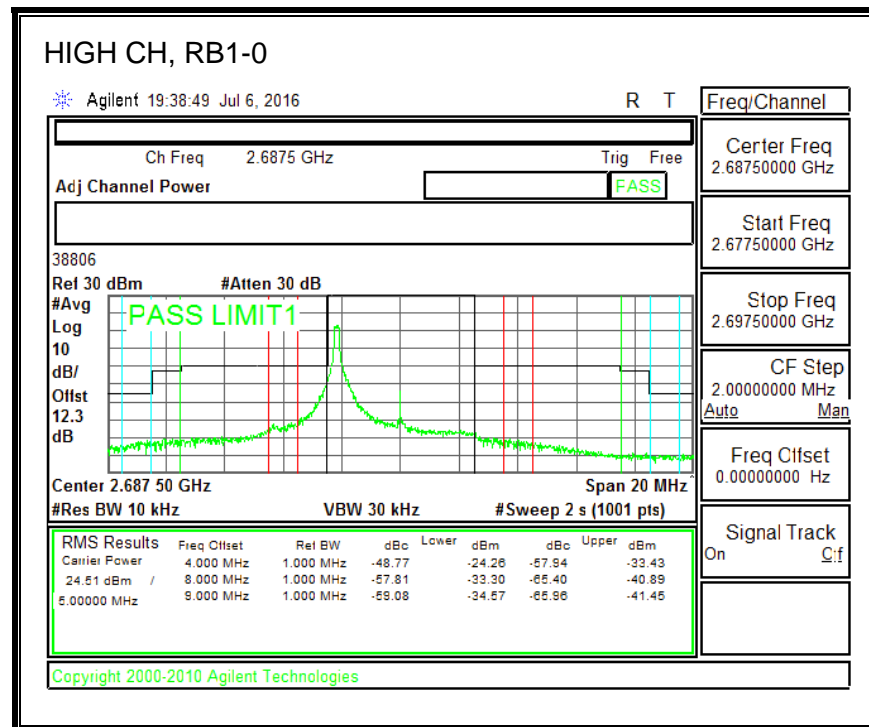 HIGH CH, RB1-0
Agilent 19:38:49 Jul 6, 2016 R T
Freq/Channel
Ch Freq 2.6875 GHz Trig Free
Adj Channel Power PASS
38806
Ref 30 dBm #Atten 30 dB
#Avg
Log
10
dB/
Offst
12.3
dB
PASS LIMIT1
Center 2.687 50 GHz Span 20 MHz
#Res BW 10 kHz VBW 30 kHz #Sweep 2 s (1001 pts)
RMS Results Freq Offset Ref BW dBc Lower dBm dBc Upper dBm
Carrier Power 4.000 MHz 1.000 MHz -48.77 -24.26 -57.94 -33.43
24.51 dBm / 8.000 MHz 1.000 MHz -57.81 -33.30 -65.40 -40.89
5.00000 MHz 9.000 MHz 1.000 MHz -59.08 -34.57 -65.96 -41.45
Copyright 2000-2010 Agilent Technologies
Center Freq
2.68750000 GHz
Start Freq
2.67750000 GHz
Stop Freq
2.69750000 GHz
CF Step
2.00000000 MHz
Auto Man
Freq Offset
0.00000000 Hz
Signal Track
On Off